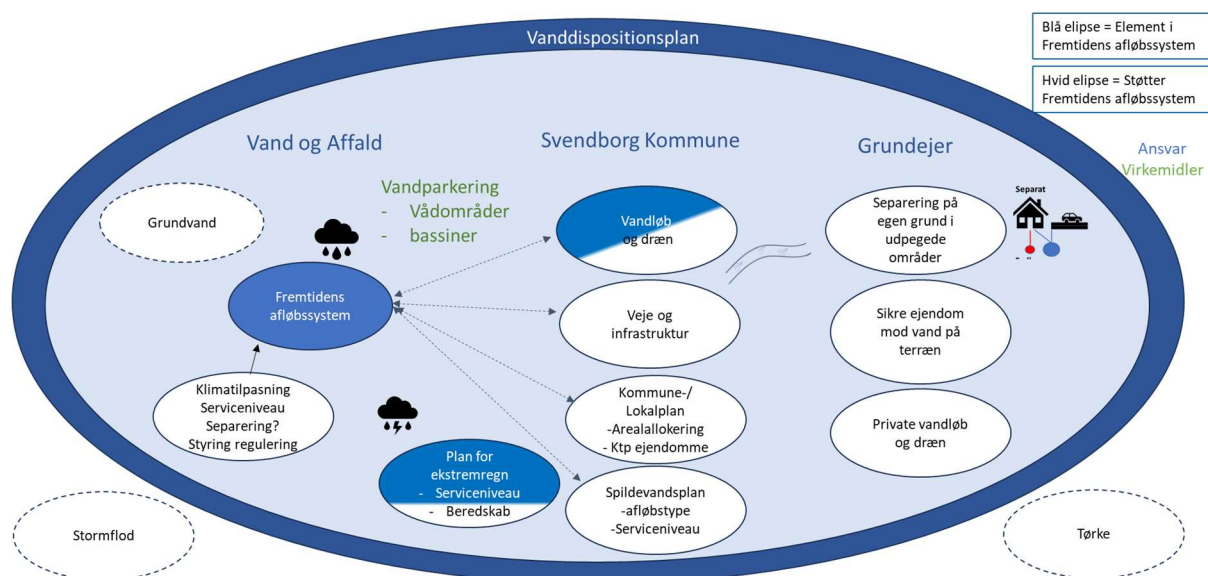 Vanddispositionsplan
Blå elipse = Element i
Fremtidens afløbssystem
Hvid elipse = Støtter
Fremtidens afløbssystem
Ansvar
Virkemidler
Vand og Affald
Svendborg Kommune
Grundejer
Grundvand
Vandparkering
- Vådområder
- bassiner
Fremtidens
afløbssystem
Klimatilpasning
Serviceniveau
Separering?
Styring regulering
Plan for
ekstremregn
- Serviceniveau
- Beredskab
Vandløb
og dræn
Veje og
infrastruktur
Kommune-/
Lokalplan
-Arealallokering
- Ktp ejendomme
Spildevandsplan
-afløbstype
-Serviceniveau
Separering på
egen grund i
udpegede
områder
Separat
Sikre ejendom
mod vand på
terræn
Private vandløb
og dræn
Stormflod
Tørke